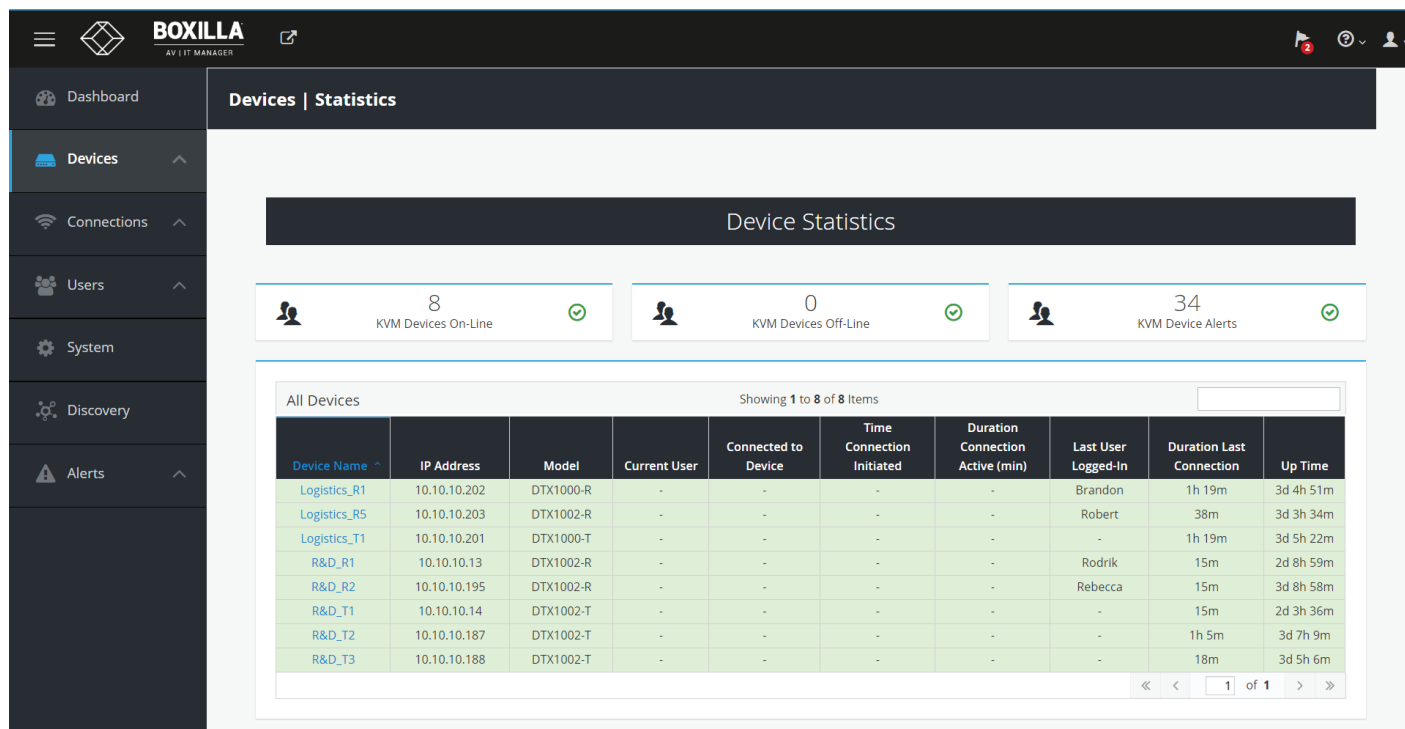 BOXILLA
AV | IT MANAGER
2
Dashboard
Devices
Connections
Users
System
Discovery
Alerts
Devices | Statistics
Device Statistics
8
KVM Devices On-Line
0
KVM Devices Off-Line
34
KVM Device Alerts
All Devices Showing 1 to 8 of 8 Items
Device Name IP Address Model Current User Connected to Device Time Connection Initiated Duration Connection Active (min) Last User Logged-In Duration Last Connection Up Time
Logistics_R1 10.10.10.202 DTX1000-R - - - - Brandon 1h 19m 3d 4h 51m
Logistics_R5 10.10.10.203 DTX1002-R - - - - Robert 38m 3d 3h 34m
Logistics_T1 10.10.10.201 DTX1000-T - - - - - 1h 19m 3d 5h 22m
R&D_R1 10.10.10.13 DTX1002-R - - - - Rodrik 15m 2d 8h 59m
R&D_R2 10.10.10.195 DTX1002-R - - - - Rebecca 15m 3d 8h 58m
R&D_T1 10.10.10.14 DTX1002-T - - - - - 15m 2d 3h 36m
R&D_T2 10.10.10.187 DTX1002-T - - - - - 1h 5m 3d 7h 9m
R&D_T3 10.10.10.188 DTX1002-T - - - - - 18m 3d 5h 6m
« < 1 of 1 > »